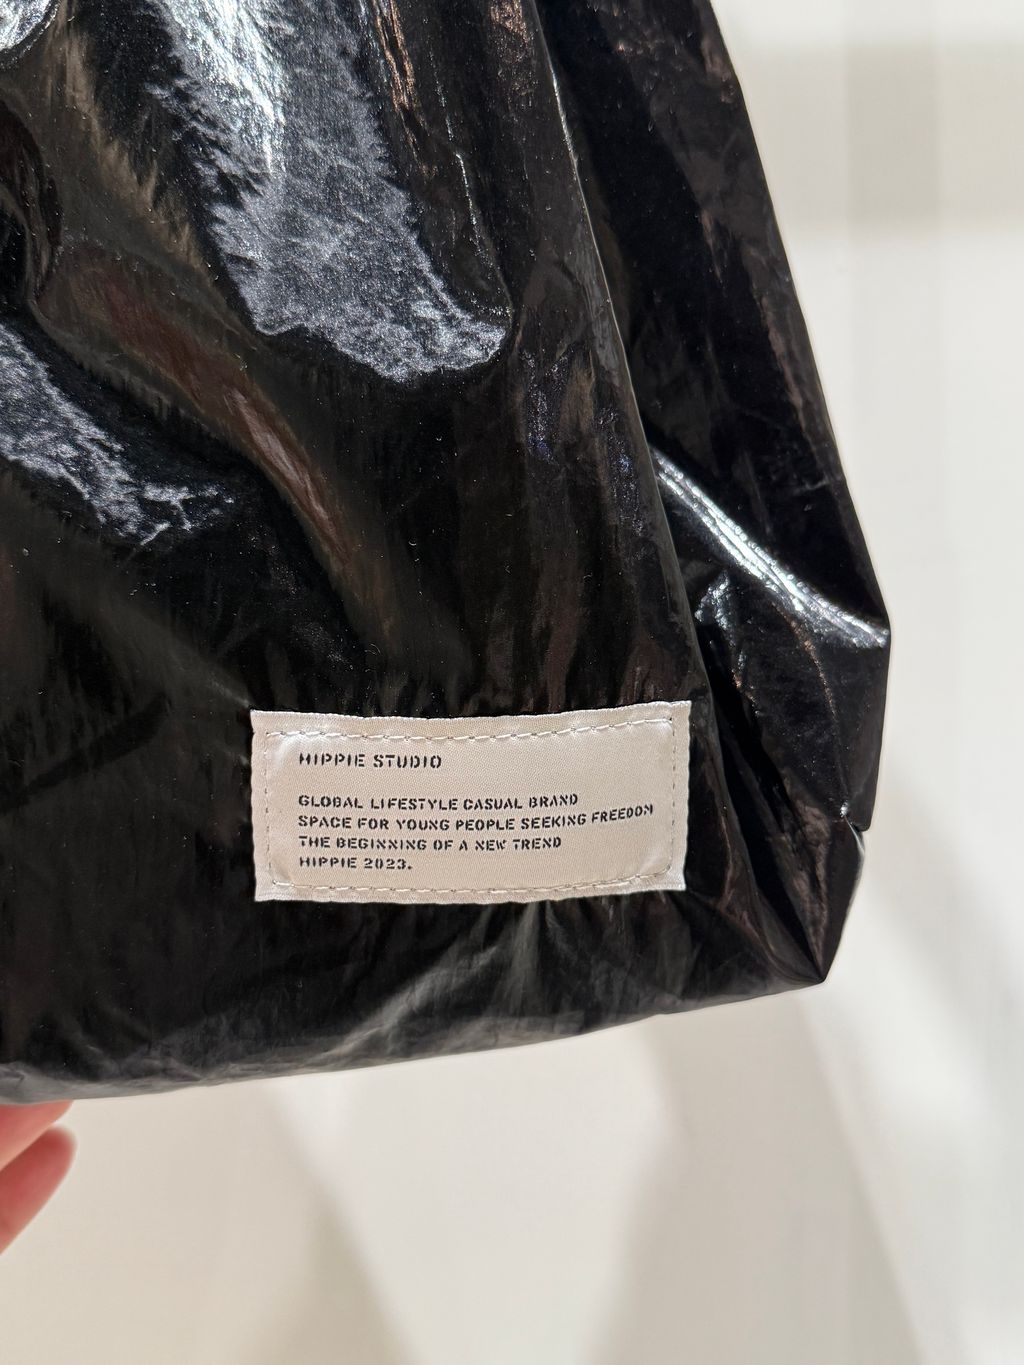 HIPPIE STUDIO
GLOBAL LIFESTYLE CASUAL BRAND
SPACE FOR YOUNG PEOPLE SEEKING FREEDOM
THE BEGINNING OF A NEW TREND
HIPPIE 2023.